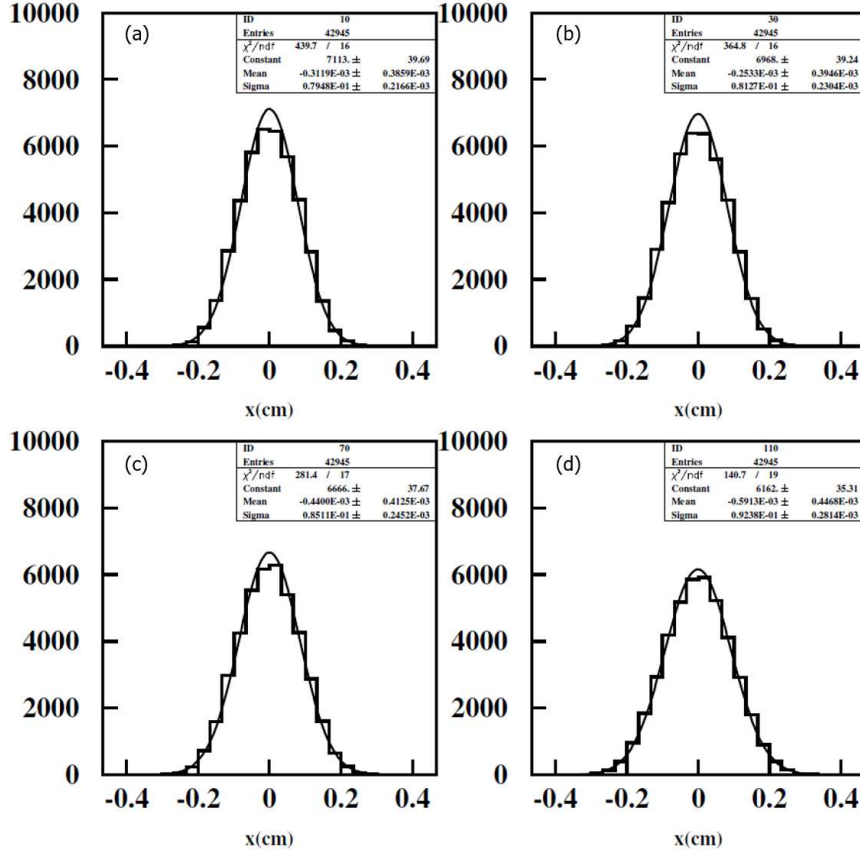 (a)
ID 10
Entries 42945
χ²/ndf 439.7 / 16
Constant 7113. ± 39.69
Mean -0.3119E-03 ± 0.3859E-03
Sigma 0.7948E-01 ± 0.2166E-03
10000
8000
6000
4000
2000
0
-0.4 -0.2 0 0.2 0.4
x(cm)
(b)
ID 30
Entries 42945
χ²/ndf 364.8 / 16
Constant 6968. ± 39.24
Mean -0.2533E-03 ± 0.3946E-03
Sigma 0.8127E-01 ± 0.2304E-03
10000
8000
6000
4000
2000
0
-0.4 -0.2 0 0.2 0.4
x(cm)
(c)
ID 70
Entries 42945
χ²/ndf 281.4 / 17
Constant 6666. ± 37.67
Mean -0.4400E-03 ± 0.4125E-03
Sigma 0.8511E-01 ± 0.2452E-03
10000
8000
6000
4000
2000
0
-0.4 -0.2 0 0.2 0.4
x(cm)
(d)
ID 110
Entries 42945
χ²/ndf 140.7 / 19
Constant 6162. ± 35.31
Mean -0.5913E-03 ± 0.4468E-03
Sigma 0.9238E-01 ± 0.2814E-03
10000
8000
6000
4000
2000
0
-0.4 -0.2 0 0.2 0.4
x(cm)